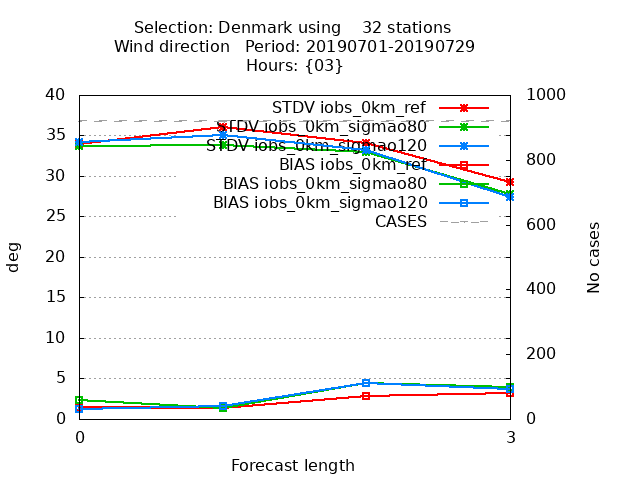 Selection: Denmark using    32 stations
Wind direction   Period: 20190701-20190729
Hours: {03}
40
35
30
25
20
15
10
5
0
deg
STDV iobs_0km_ref
STDV iobs_0km_sigmao80
STDV iobs_0km_sigmao120
BIAS iobs_0km_ref
BIAS iobs_0km_sigmao80
BIAS iobs_0km_sigmao120
CASES
1000
800
600
400
200
0
No cases
0
3
Forecast length